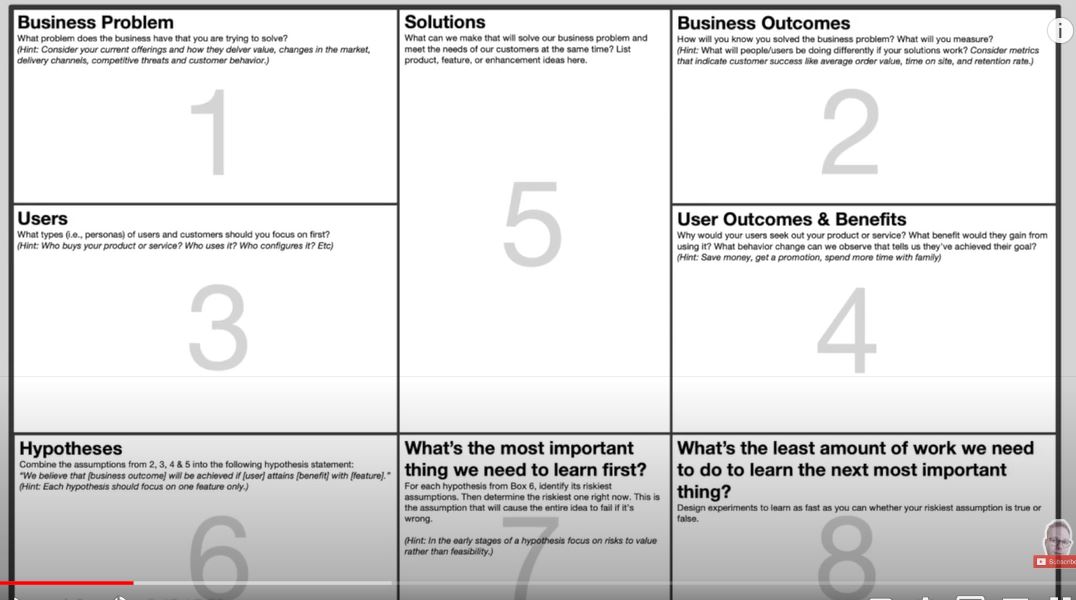 Business Problem
What problem does the business have that you are trying to solve?
(Hint: Consider your current offerings and how they delver value, changes in the market,
delivery channels, competitive threats and customer behavior.)
1
Solutions
What can we make that will solve our business problem and
meet the needs of our customers at the same time? List
product, feature, or enhancement ideas here.
5
Business Outcomes
How will you know you solved the business problem? What will you measure?
(Hint: What will people/users be doing differently if your solutions work? Consider metrics
that indicate customer success like average order value, time on site, and retention rate.)
2
Users
What types (i.e., personas) of users and customers should you focus on first?
(Hint: Who buys your product or service? Who uses it? Who configures it? Etc)
3
User Outcomes & Benefits
Why would your users seek out your product or service? What benefit would they gain from
using it? What behavior change can we observe that tells us they've achieved their goal?
(Hint: Save money, get a promotion, spend more time with family)
4
Hypotheses
Combine the assumptions from 2, 3, 4 & 5 into the following hypothesis statement:
"We believe that [business outcome] will be achieved if [user] attains [benefit] with [feature]."
(Hint: Each hypothesis should focus on one feature only.)
6
What's the most important
thing we need to learn first?
For each hypothesis from Box 6, identify its riskiest
assumptions. Then determine the riskiest one right now. This is
the assumption that will cause the entire idea to fail if it's
wrong.
(Hint: In the early stages of a hypothesis focus on risks to value
rather than feasibility.)
7
What's the least amount of work we need
to do to learn the next most important
thing?
Design experiments to learn as fast as you can whether your riskiest assumption is true or
false.
8
Subscribe